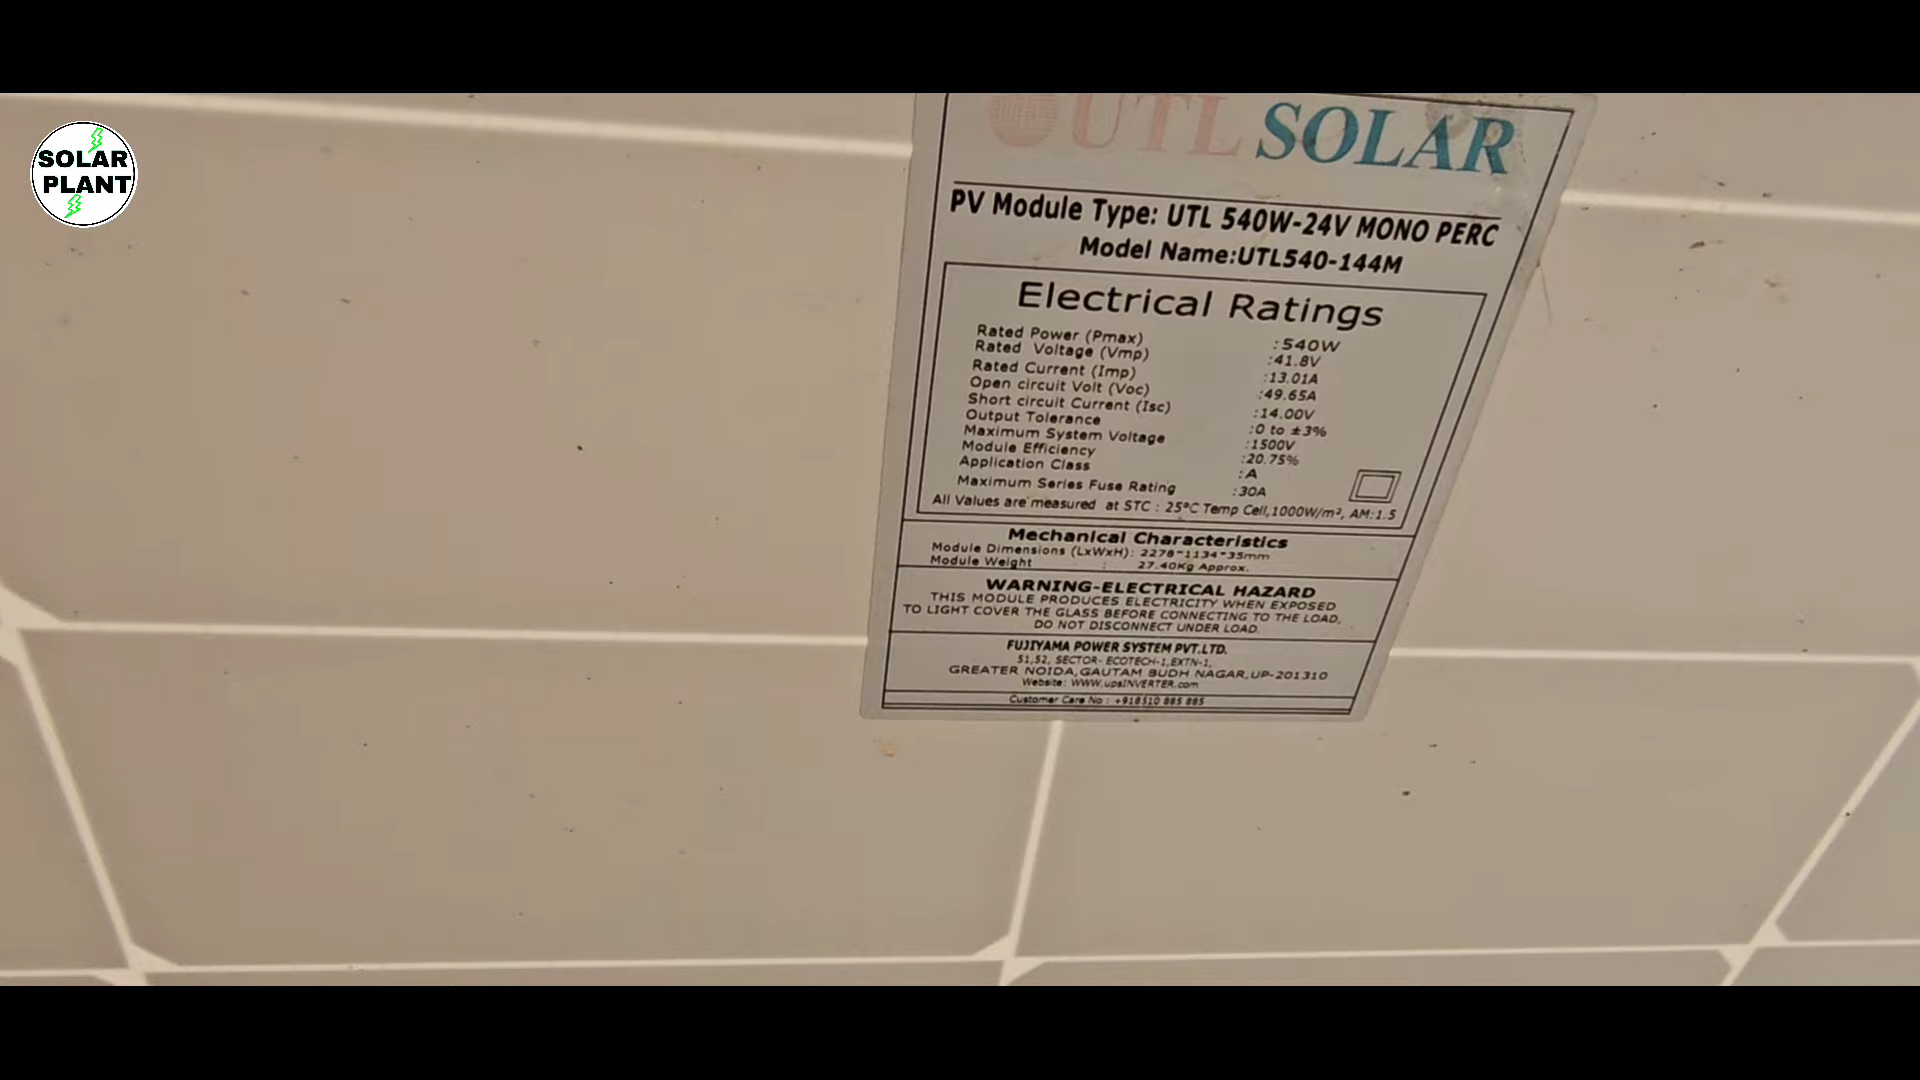 SOLAR
PLANT
UTL SOLAR
PV Module Type: UTL 540W-24V MONO PERC
Model Name:UTL540-144M
Electrical Ratings
Rated Power (Pmax) :540W
Rated Voltage (Vmp) :41.8V
Rated Current (Imp) :13.01A
Open circuit Volt (Voc) :49.65A
Short circuit Current (Isc) :14.00V
Output Tolerance :0 to ±3%
Maximum System Voltage :1500V
Module Efficiency :20.75%
Application Class :A
Maximum Series Fuse Rating :30A
All Values are measured at STC : 25°C Temp Cell,1000W/m², AM:1.5
Mechanical Characteristics
Module Dimensions (LxWxH): 2278*1134*35mm
Module Weight : 27.40Kg Approx.
WARNING-ELECTRICAL HAZARD
THIS MODULE PRODUCES ELECTRICITY WHEN EXPOSED
TO LIGHT COVER THE GLASS BEFORE CONNECTING TO THE LOAD,
DO NOT DISCONNECT UNDER LOAD.
FUJIYAMA POWER SYSTEM PVT.LTD.
51,52, SECTOR- ECOTECH-1,EXTN-1,
GREATER NOIDA,GAUTAM BUDH NAGAR,UP-201310
Website: WWW.upsINVERTER.com
Customer Care No : +918510 885 885